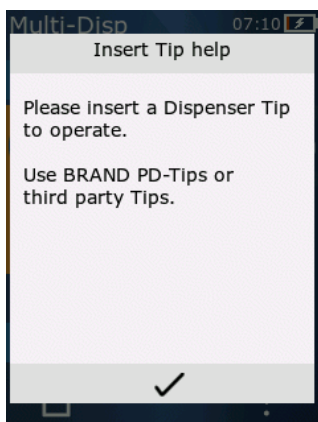 Multi-Disp 07:10
Insert Tip help
Please insert a Dispenser Tip
to operate.
Use BRAND PD-Tips or
third party Tips.